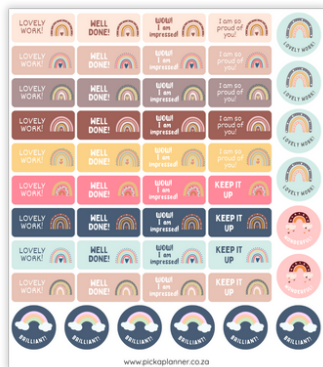 LOVELY
WORK!
WELL
DONE!
WOW!
I am
impressed!
I am so
proud of
you!
LOVELY WORK!
LOVELY
WORK!
WELL
DONE!
WOW!
I am
impressed!
I am so
proud of
you!
LOVELY
WORK!
WELL
DONE!
WOW!
I am
impressed!
I am so
proud of
you!
LOVELY WORK!
LOVELY
WORK!
WELL
DONE!
WOW!
I am
impressed!
I am so
proud of
you!
LOVELY
WORK!
WELL
DONE!
WOW!
I am
impressed!
I am so
proud of
you!
LOVELY WORK!
LOVELY
WORK!
WELL
DONE!
WOW!
I am
impressed!
KEEP IT
UP
LOVELY
WORK!
WELL
DONE!
WOW!
I am
impressed!
KEEP IT
UP
WONDERFUL!
LOVELY
WORK!
WELL
DONE!
WOW!
I am
impressed!
KEEP IT
UP
LOVELY
WORK!
WELL
DONE!
WOW!
I am
impressed!
KEEP IT
UP
WONDERFUL!
BRILLIANT!
BRILLIANT!
BRILLIANT!
BRILLIANT!
BRILLIANT!
BRILLIANT!
www.pickaplanner.co.za